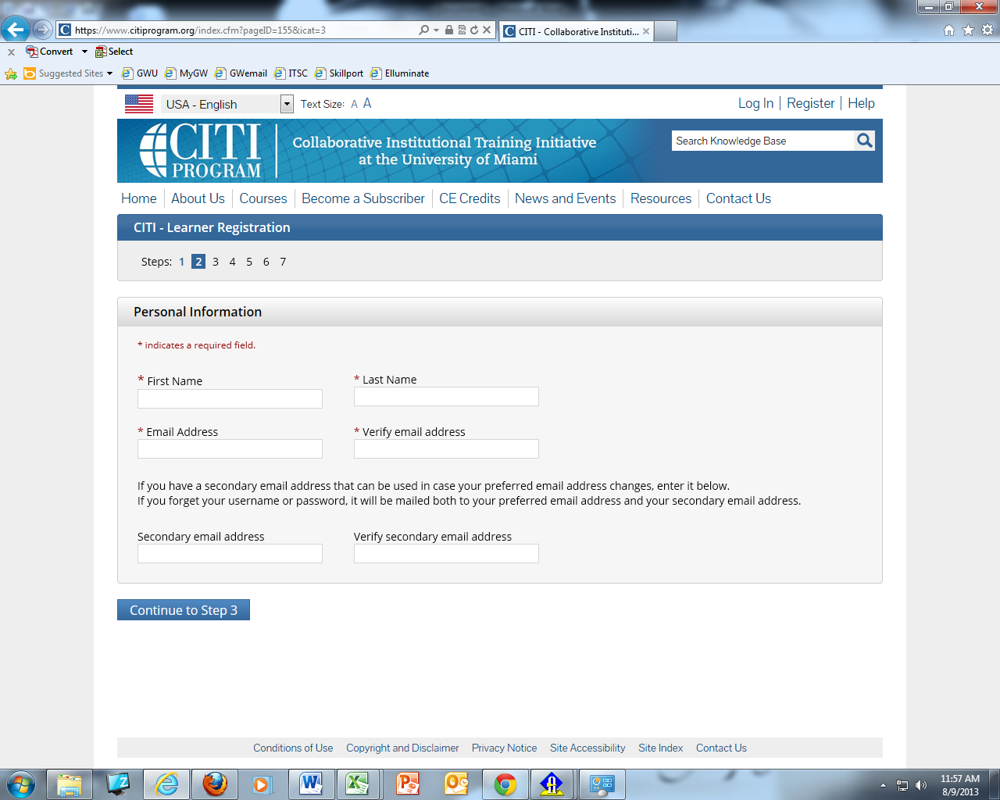 https://www.citiprogram.org/index.cfm?pageID=155&icat=3
CITI - Collaborative Instituti...
x Convert Select
Suggested Sites GWU MyGW GWemail ITSC Skillport Elluminate
USA - English Text Size: A A Log In Register Help
CITI PROGRAM
Collaborative Institutional Training Initiative
at the University of Miami
Search Knowledge Base
Home About Us Courses Become a Subscriber CE Credits News and Events Resources Contact Us
CITI - Learner Registration
Steps: 1 2 3 4 5 6 7
Personal Information
* indicates a required field.
* First Name * Last Name
* Email Address * Verify email address
If you have a secondary email address that can be used in case your preferred email address changes, enter it below.
If you forget your username or password, it will be mailed both to your preferred email address and your secondary email address.
Secondary email address Verify secondary email address
Continue to Step 3
Conditions of Use Copyright and Disclaimer Privacy Notice Site Accessibility Site Index Contact Us
11:57 AM
8/9/2013